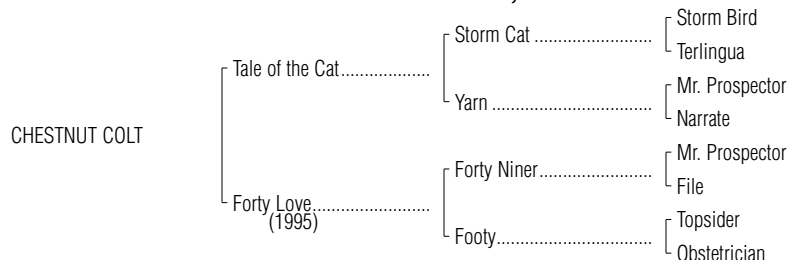 Storm Bird
Storm Cat ........................
Terlingua
Tale of the Cat...................
Mr. Prospector
Yarn ................................
Narrate
CHESTNUT COLT
Mr. Prospector
Forty Niner.......................
File
Forty Love.........................
(1995)
Topsider
Footy................................
Obstetrician